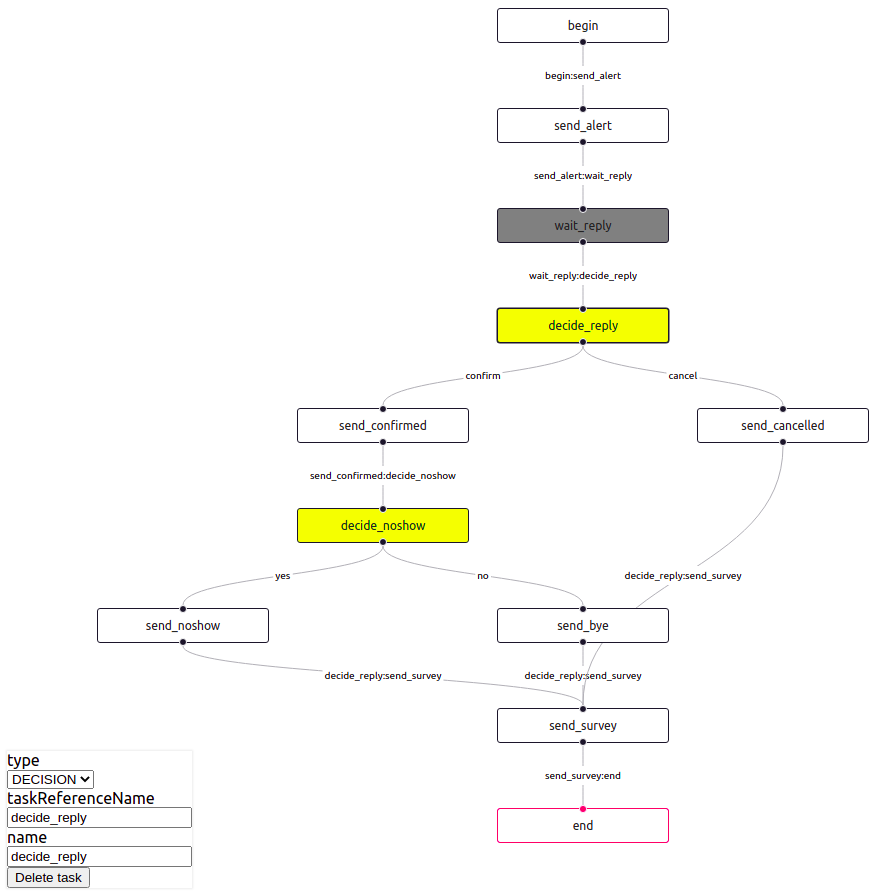 begin
begin:send_alert
send_alert
send_alert:wait_reply
wait_reply
wait_reply:decide_reply
decide_reply
confirm
cancel
send_confirmed
send_cancelled
send_confirmed:decide_noshow
decide_noshow
yes
no
decide_reply:send_survey
send_noshow
send_bye
decide_reply:send_survey
decide_reply:send_survey
send_survey
send_survey:end
end
type
DECISION
taskReferenceName
decide_reply
name
decide_reply
Delete task